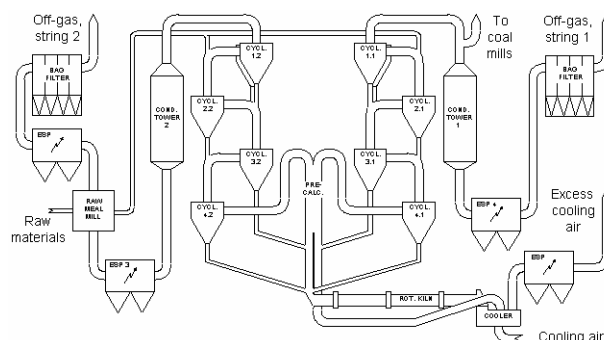 Off-gas,
string 2
To
coal
mills
Off-gas,
string 1
BAG
FILTER
CYCL.
1.2
CYCL.
1.1
BAG
FILTER
COND.
TOWER
2
CYCL.
2.2
CYCL.
2.1
COND.
TOWER
1
ESP
CYCL.
3.2
CYCL.
3.1
PRE-
CALC.
RAW
MEAL
MILL
CYCL.
4.2
CYCL.
4.1
ESP 4
Excess
cooling
air
Raw
materials
ESP 3
ESP
ROT. KILN
COOLER
Cooling air